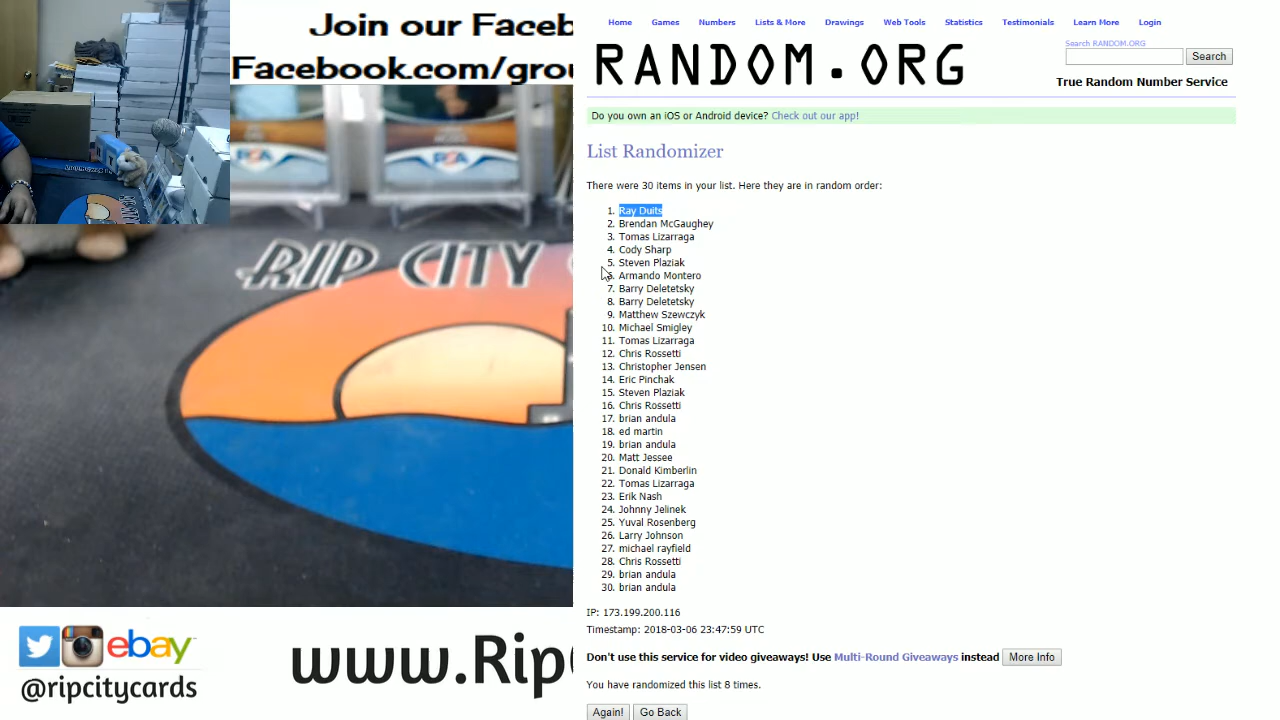 Join our Faceb
Facebook.com/grou
RIP CITY
www.Rip
@ripcitycards
ebay
Home Games Numbers Lists & More Drawings Web Tools Statistics Testimonials Learn More Login
RANDOM.ORG
Search RANDOM.ORG
Search
True Random Number Service
Do you own an iOS or Android device? Check out our app!
List Randomizer
There were 30 items in your list. Here they are in random order:
1. Ray Duits
2. Brendan McGaughey
3. Tomas Lizarraga
4. Cody Sharp
5. Steven Plaziak
6. Armando Montero
7. Barry Deletetsky
8. Barry Deletetsky
9. Matthew Szewczyk
10. Michael Smigley
11. Tomas Lizarraga
12. Chris Rossetti
13. Christopher Jensen
14. Eric Pinchak
15. Steven Plaziak
16. Chris Rossetti
17. brian andula
18. ed martin
19. brian andula
20. Matt Jessee
21. Donald Kimberlin
22. Tomas Lizarraga
23. Erik Nash
24. Johnny Jelinek
25. Yuval Rosenberg
26. Larry Johnson
27. michael rayfield
28. Chris Rossetti
29. brian andula
30. brian andula
IP: 173.199.200.116
Timestamp: 2018-03-06 23:47:59 UTC
Don't use this service for video giveaways! Use Multi-Round Giveaways instead More Info
You have randomized this list 8 times.
Again! Go Back